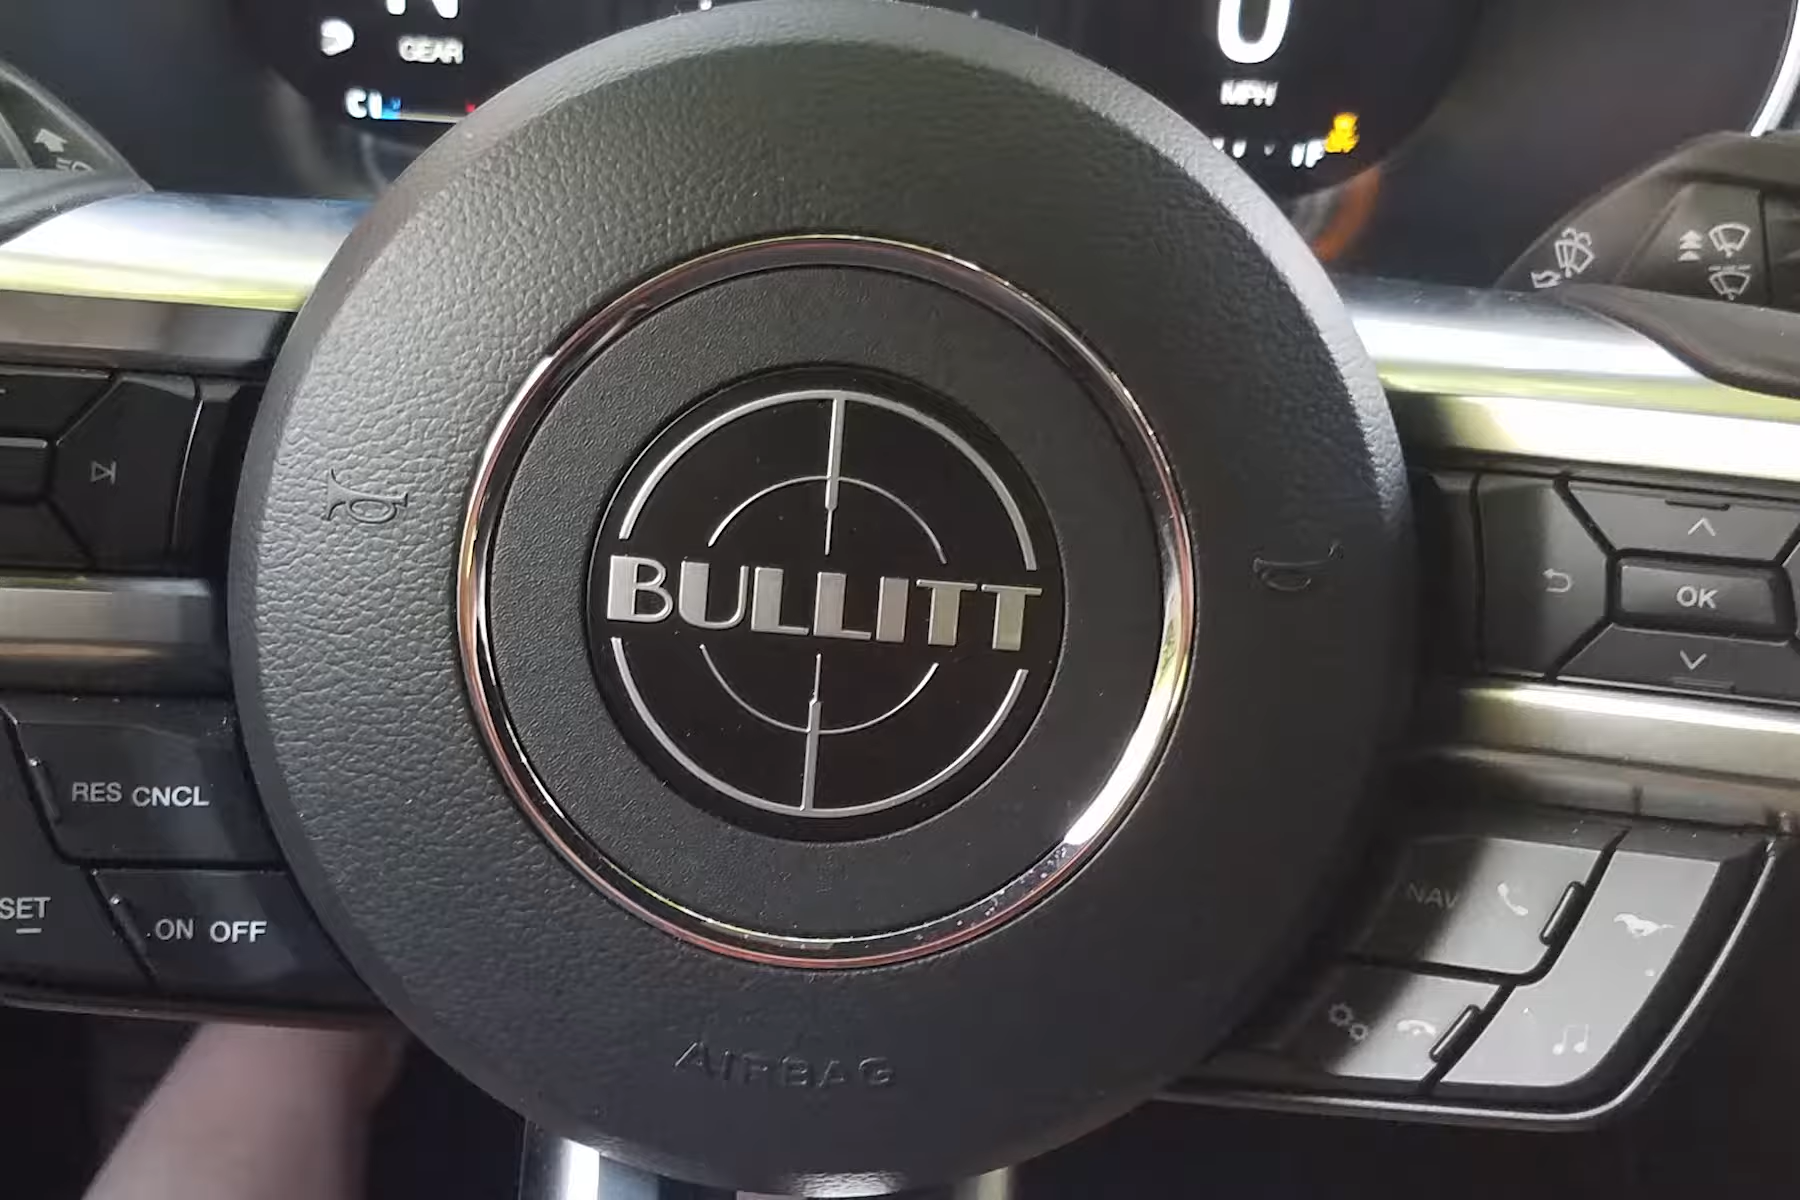 N
GEAR
0
MPH
C
F
BULLITT
OK
RES CNCL
SET
ON OFF
NAV
AIRBAG